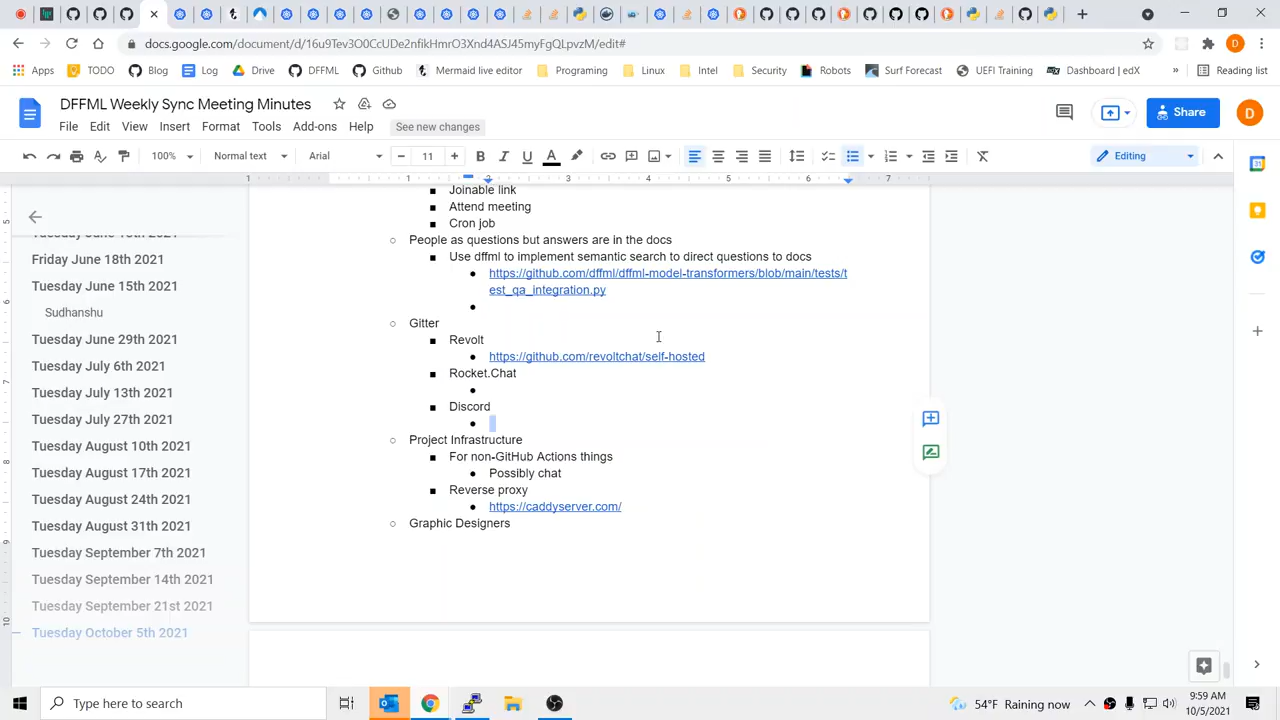 docs.google.com/document/d/16u9Tev3O0CcUDe2nfikHmrO3Xnd4ASJ45myFgQLpvzM/edit#
Apps TODO Blog Log Drive DFFML Github Mermaid live editor Programing Linux Intel Security Robots Surf Forecast UEFI Training Dashboard | edX » Reading list
DFFML Weekly Sync Meeting Minutes
File Edit View Insert Format Tools Add-ons Help See new changes
Share
D
100% Normal text Arial 11 Editing
1 1 2 3 4 5 6 7
Joinable link
Attend meeting
Cron job
People as questions but answers are in the docs
Use dffml to implement semantic search to direct questions to docs
https://github.com/dffml/dffml-model-transformers/blob/main/tests/t
est_qa_integration.py
Gitter
Revolt
https://github.com/revoltchat/self-hosted
Rocket.Chat
Discord
Project Infrastructure
For non-GitHub Actions things
Possibly chat
Reverse proxy
https://caddyserver.com/
Graphic Designers
Friday June 18th 2021
Tuesday June 15th 2021
Sudhanshu
Tuesday June 29th 2021
Tuesday July 6th 2021
Tuesday July 13th 2021
Tuesday July 27th 2021
Tuesday August 10th 2021
Tuesday August 17th 2021
Tuesday August 24th 2021
Tuesday August 31th 2021
Tuesday September 7th 2021
Tuesday September 14th 2021
Tuesday September 21st 2021
Tuesday October 5th 2021
Type here to search
54°F Raining now
9:59 AM
10/5/2021